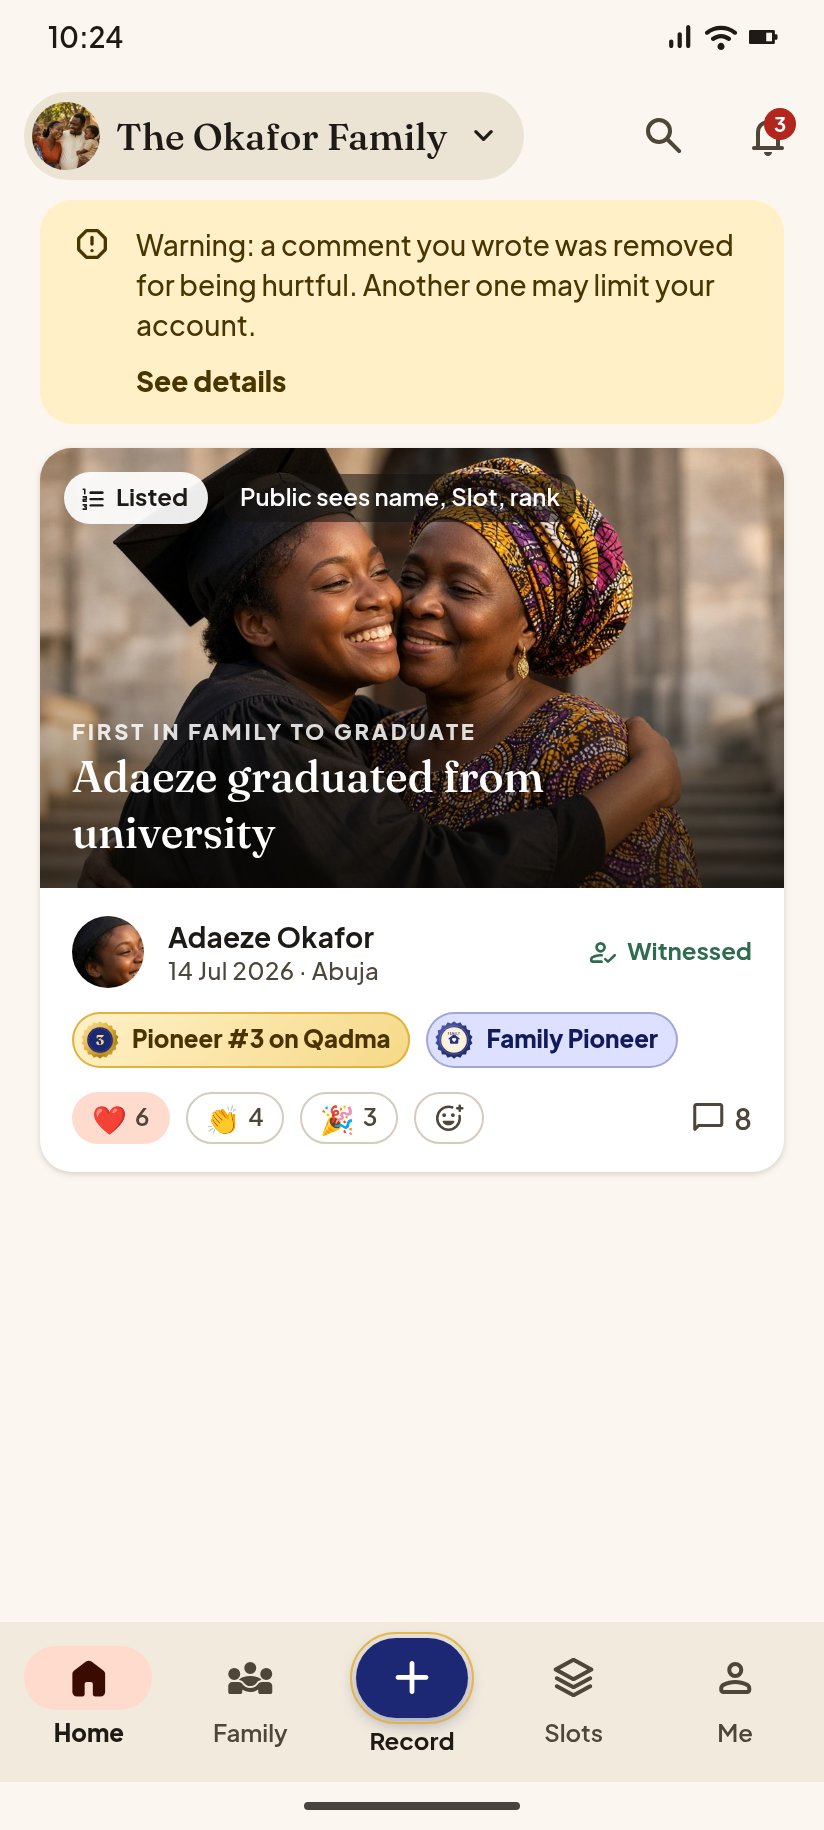 10:24
The Okafor Family
3
Warning: a comment you wrote was removed
for being hurtful. Another one may limit your
account.
See details
Listed
Public sees name, Slot, rank
FIRST IN FAMILY TO GRADUATE
Adaeze graduated from
university
Adaeze Okafor
Witnessed
14 Jul 2026 · Abuja
3 Pioneer #3 on Qadma
Family Pioneer
6
4
3
8
Home
Family
Record
Slots
Me